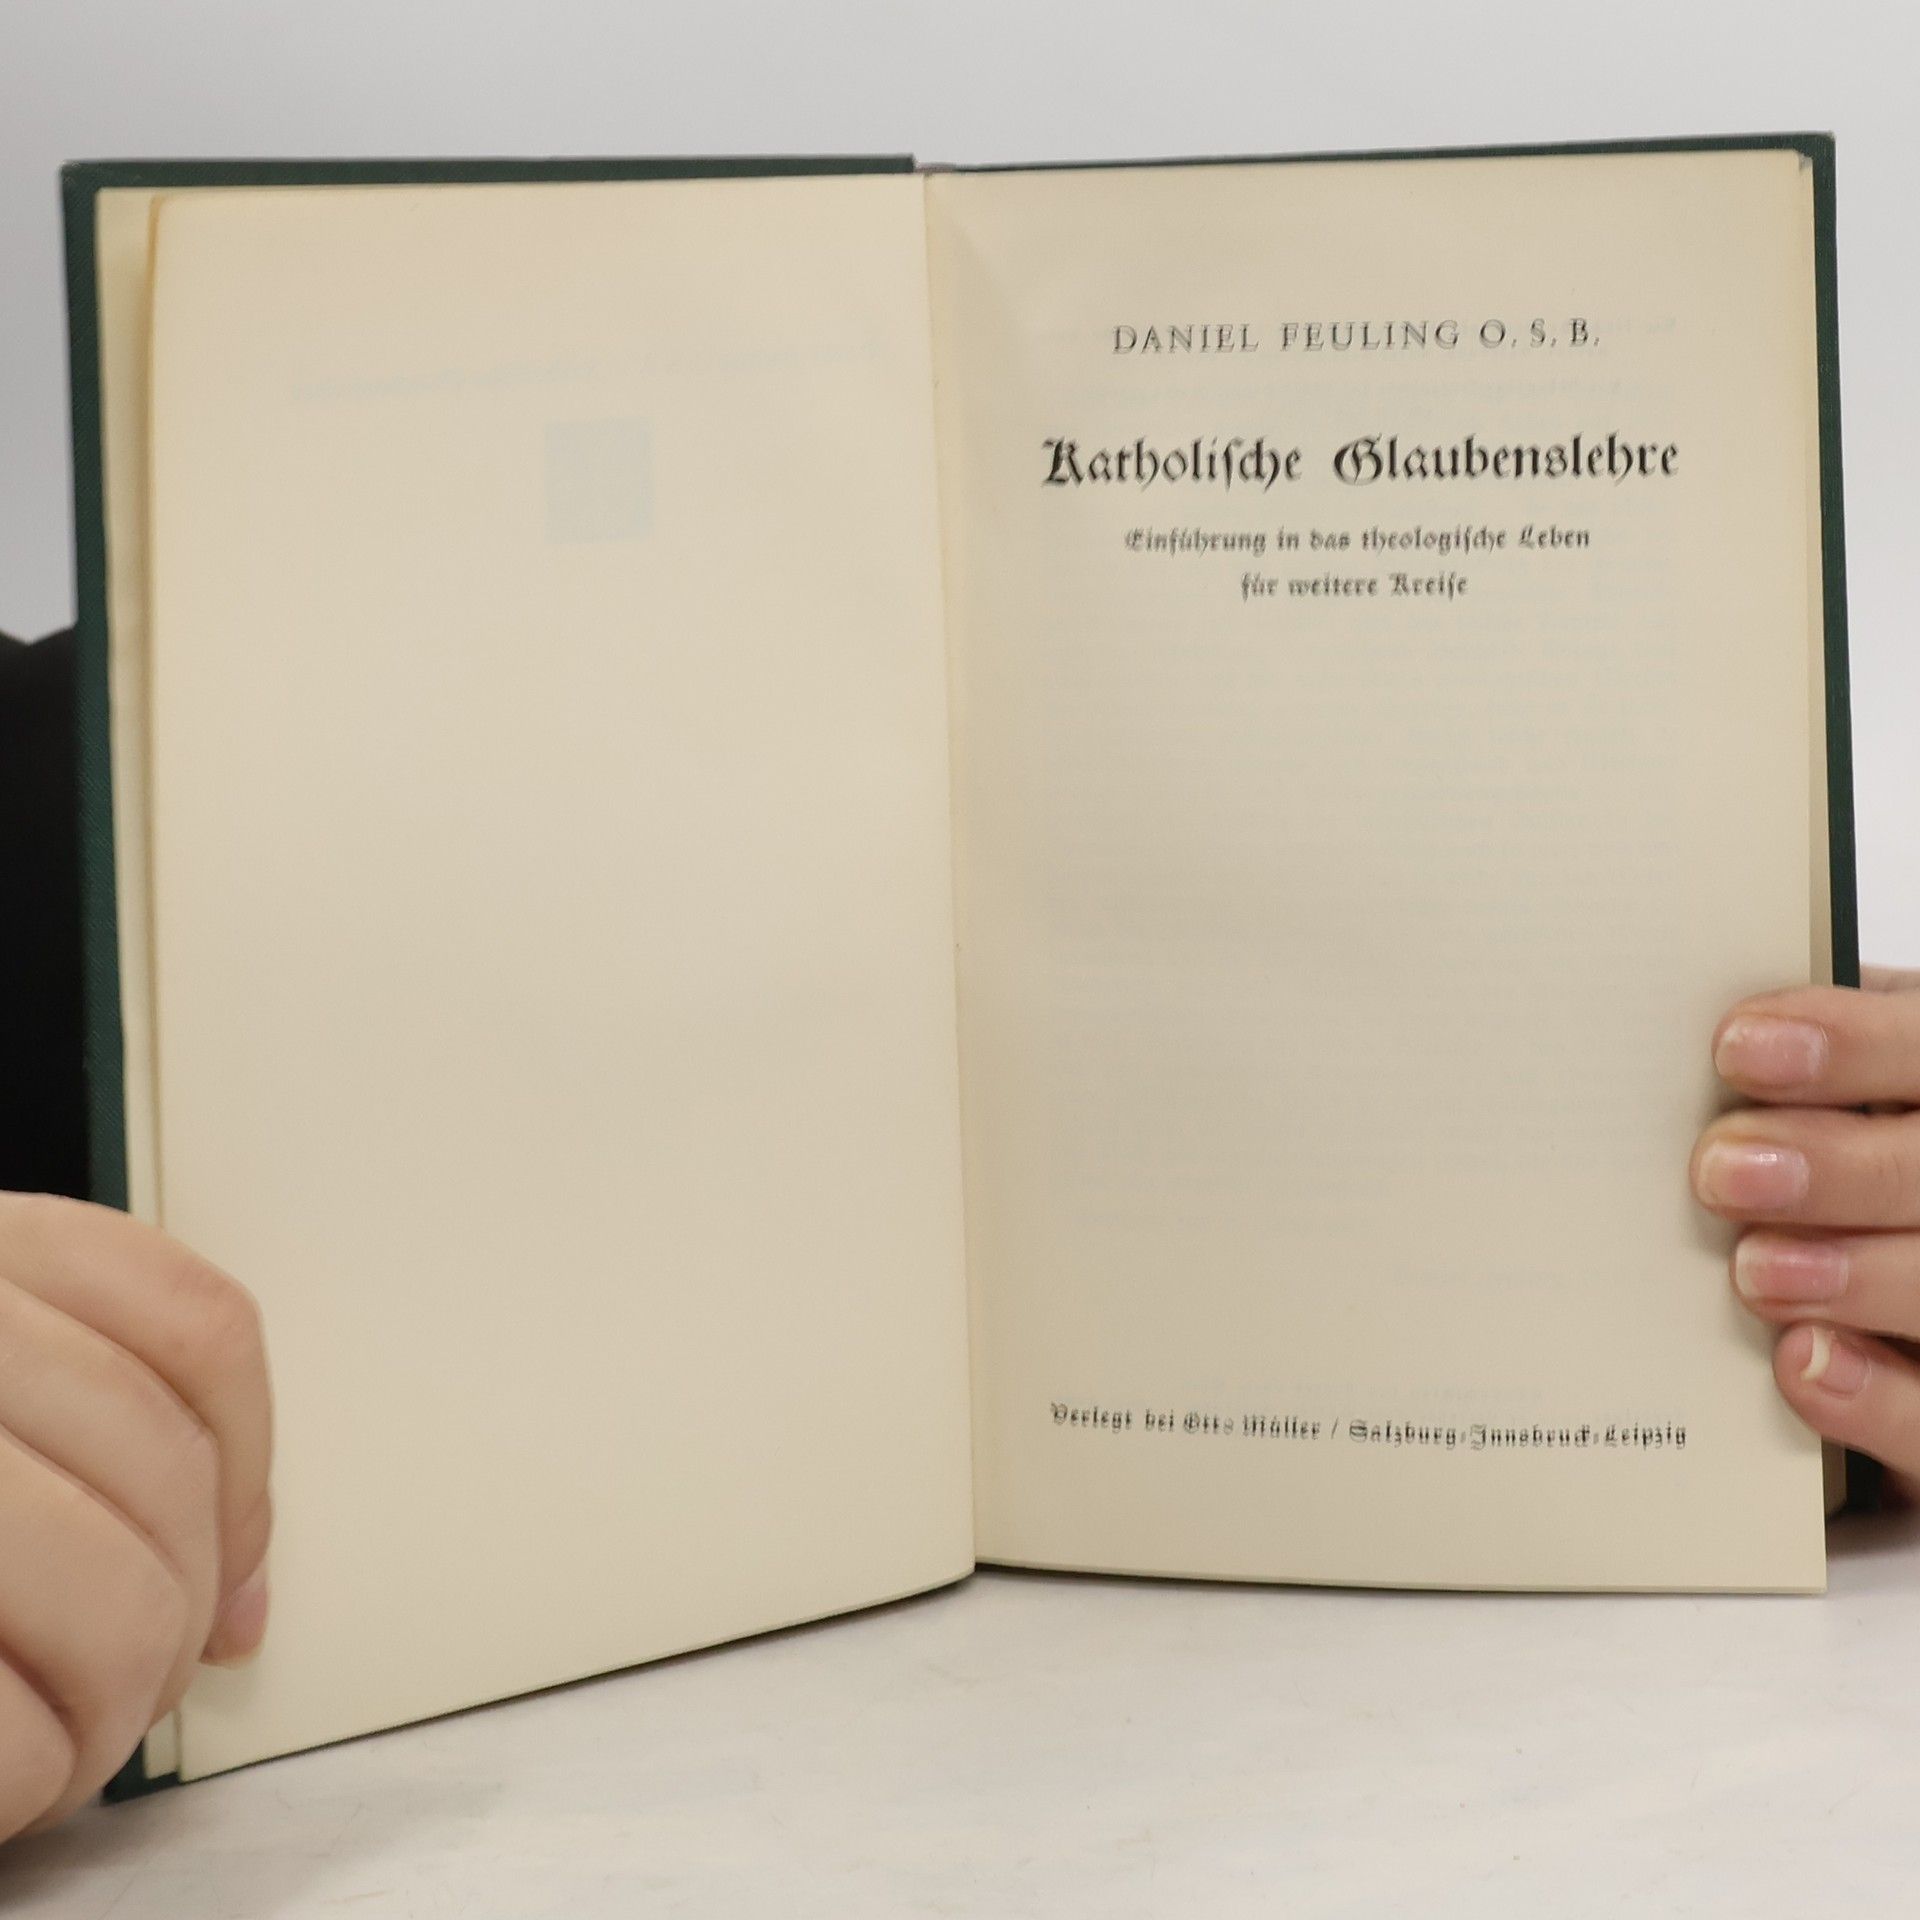 DANIEL FEULING O. S. B.
Katholiſche Glaubenslehre
Einführung in das theologiſche Leben
für weitere Kreiſe
Verlegt bei Otto Müller / Salzburg-Innsbruck-Leipzig